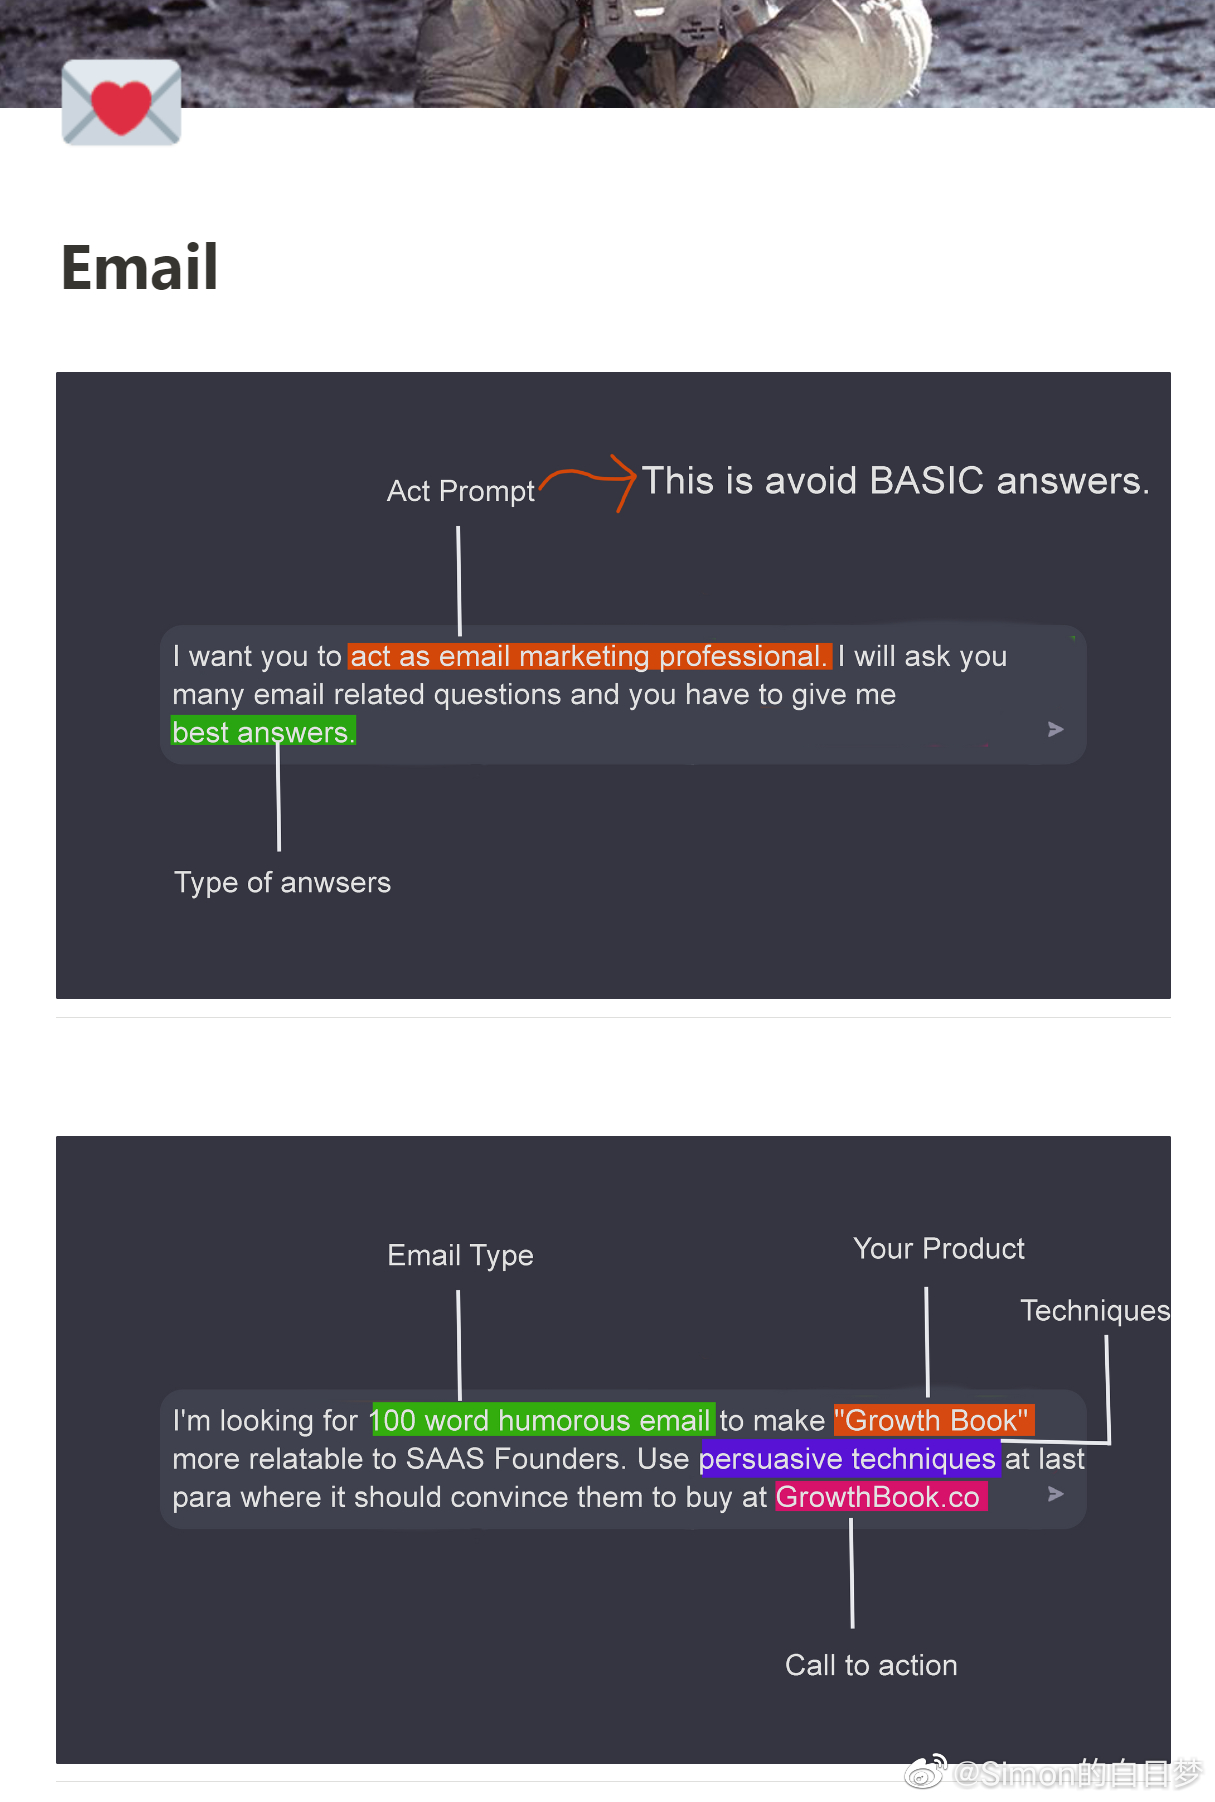 Email
Act Prompt
This is avoid BASIC answers.
I want you to act as email marketing professional. I will ask you
many email related questions and you have to give me
best answers.
Type of anwsers
Email Type
Your Product
Techniques
I'm looking for 100 word humorous email to make "Growth Book"
more relatable to SAAS Founders. Use persuasive techniques at last
para where it should convince them to buy at GrowthBook.co
Call to action
@Simon的白日梦